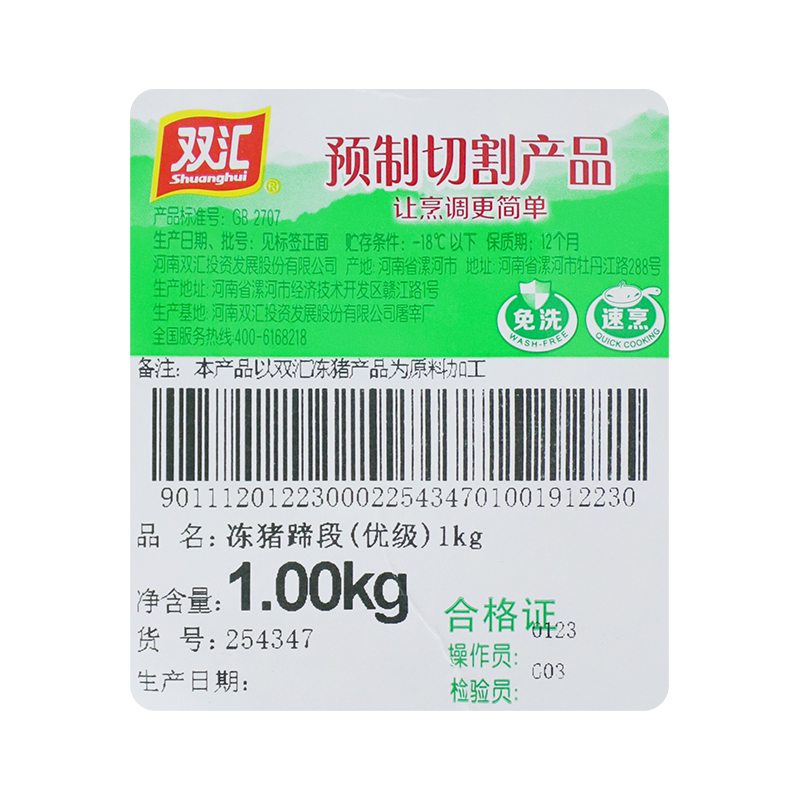 双汇
Shuanghui®
预制切割产品
让烹调更简单
产品标准号: GB 2707
生产日期、批号: 见标签正面 贮存条件: -18℃以下 保质期: 12个月
河南双汇投资发展股份有限公司 产地: 河南省漯河市 地址: 河南省漯河市牡丹江路288号
生产地址: 河南省漯河市经济技术开发区赣江路1号
生产基地: 河南双汇投资发展股份有限公司屠宰厂
全国服务热线:400-6168218
免洗
WASH-FREE
速烹
QUICK COOKING
备注: 本产品以双汇冻猪产品为原料加工
901112012230002254347010019 12230
品 名: 冻猪蹄段(优级)1kg
净含量: 1.00kg
货 号: 254347
生产日期:
合格证
0123
操作员:
003
检验员: